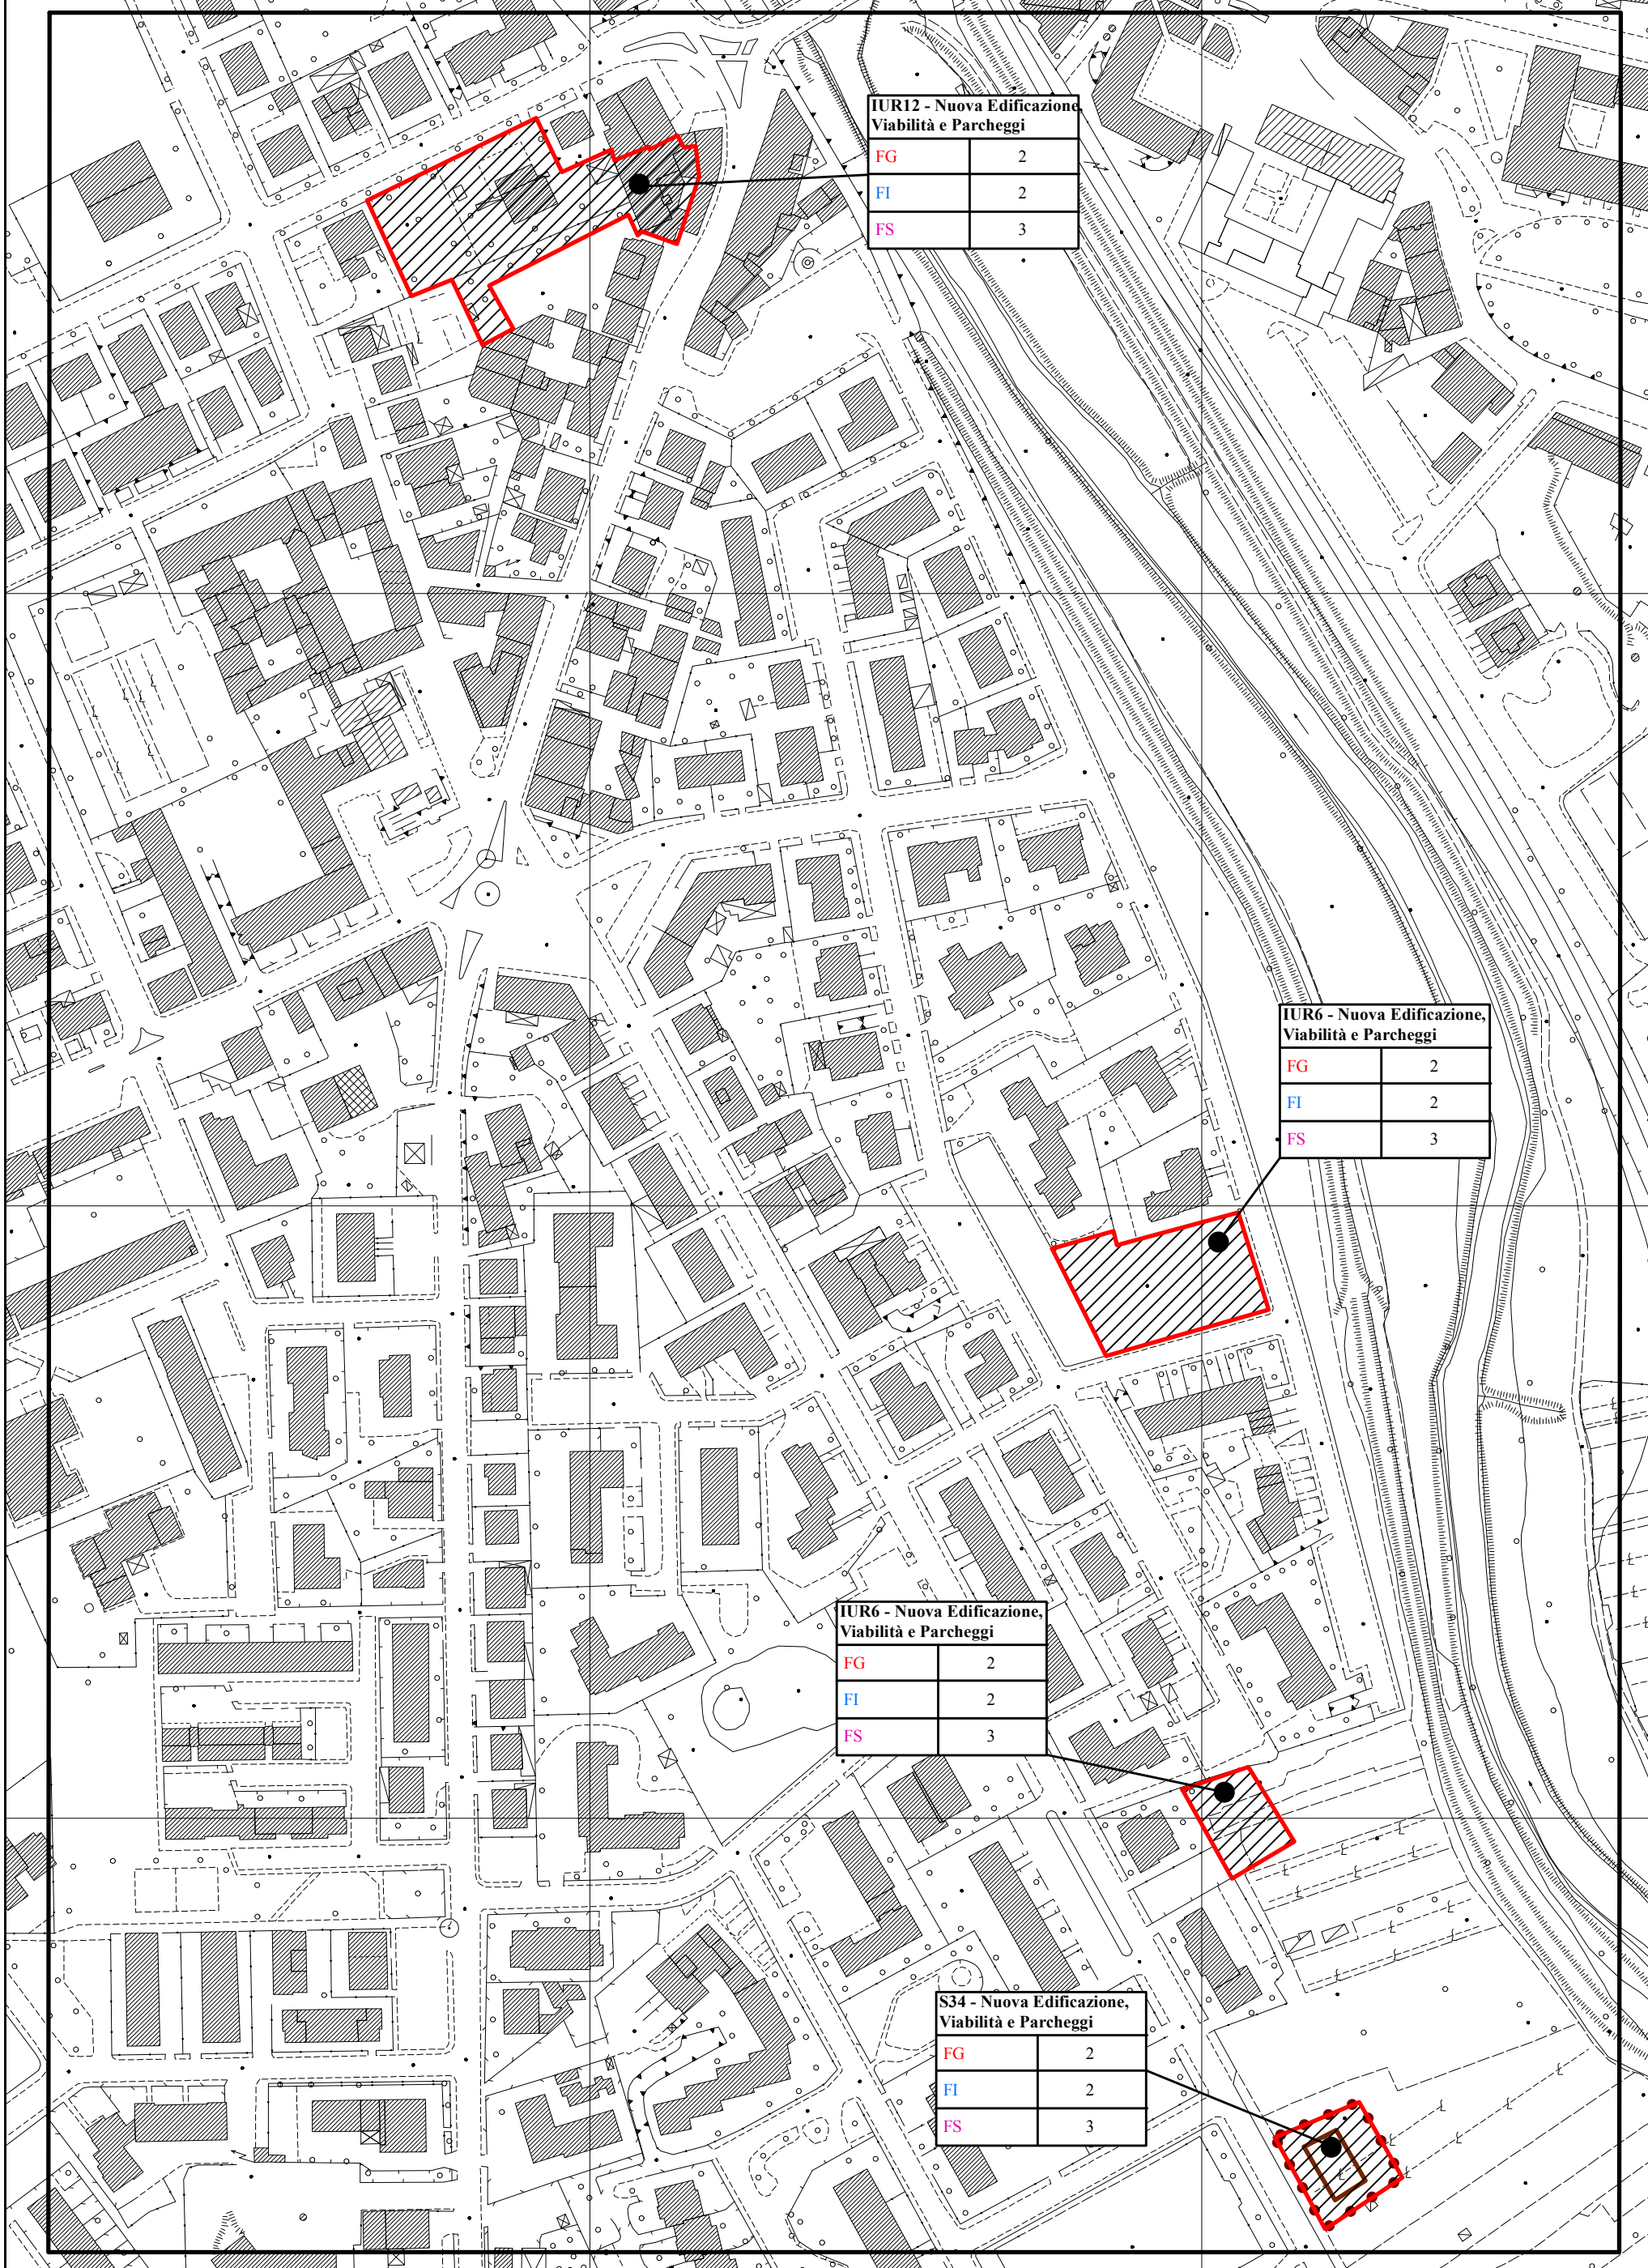 IUR12 - Nuova Edificazione,
Viabilità e Parcheggi
FG 2
FI 2
FS 3
IUR6 - Nuova Edificazione,
Viabilità e Parcheggi
FG 2
FI 2
FS 3
IUR6 - Nuova Edificazione,
Viabilità e Parcheggi
FG 2
FI 2
FS 3
S34 - Nuova Edificazione,
Viabilità e Parcheggi
FG 2
FI 2
FS 3